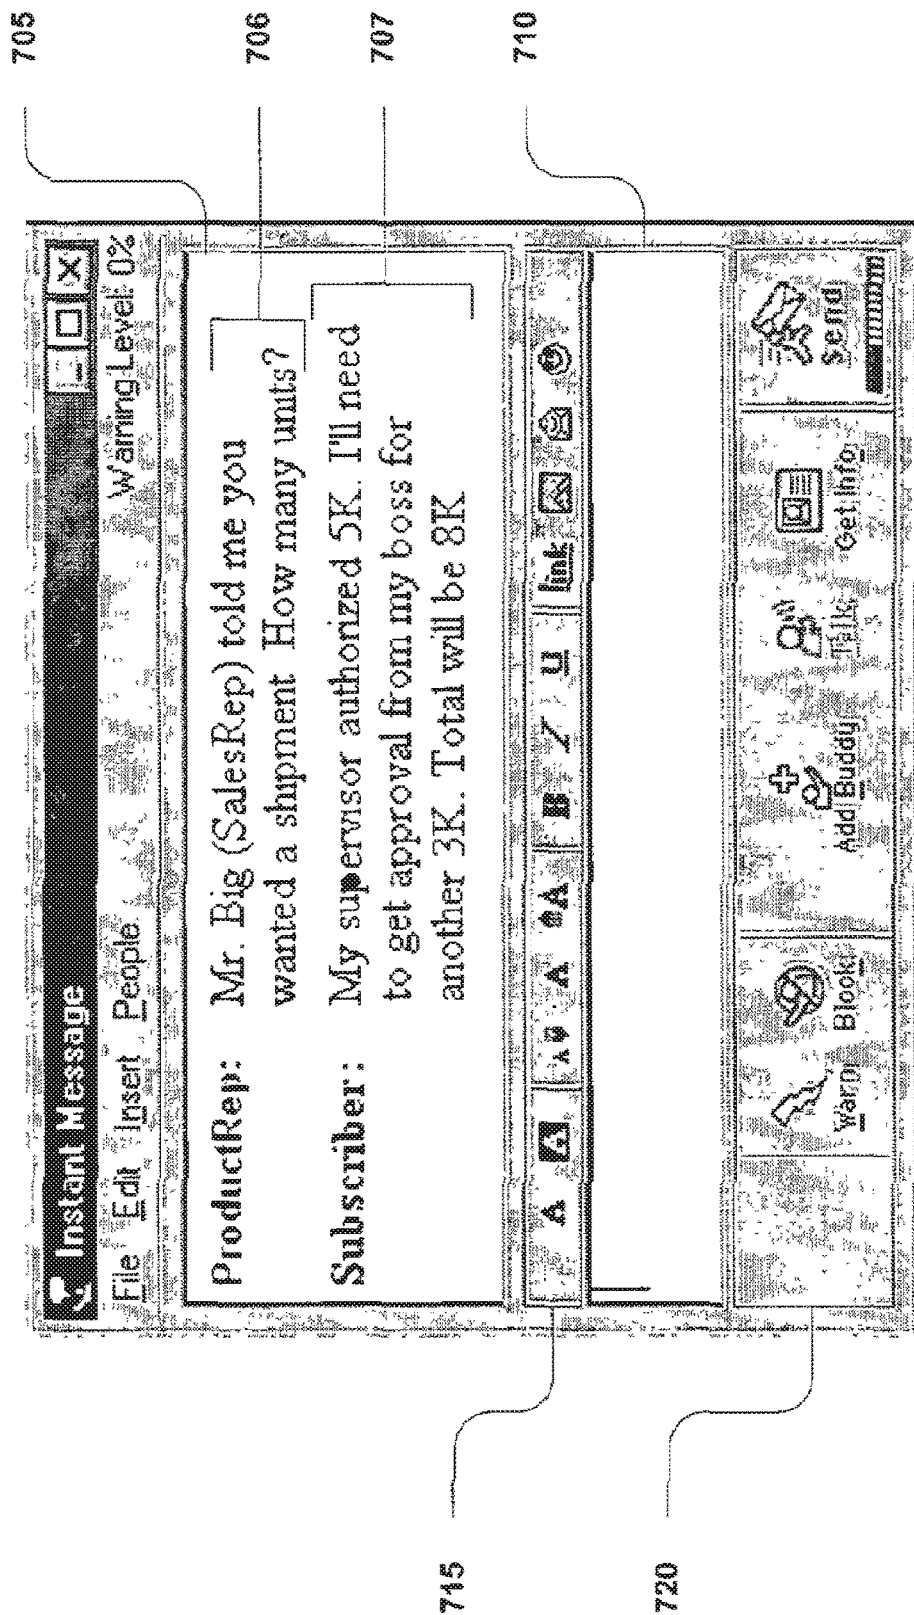 Instant Message
File Edit Insert People Warning Level: 0%
ProductRep: Mr. Big (SalesRep) told me you
wanted a shipment How many units?
Subscriber: My supervisor authorized 5K. I'll need
to get approval from my boss for
another 3K. Total will be 8K
A A A A A B I U link
Warn Block Add Buddy Talk Get Info Send
705
706
707
710
715
720